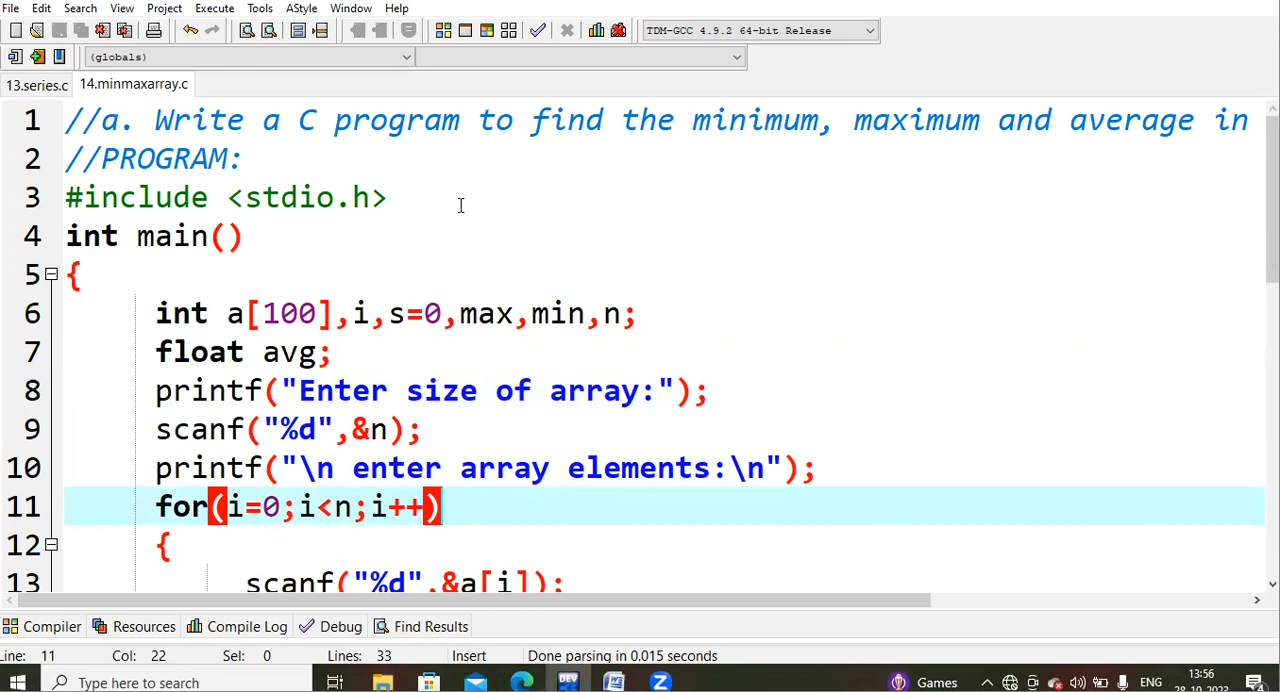 File Edit Search View Project Execute Tools AStyle Window Help
TDM-GCC 4.9.2 64-bit Release
(globals)
13.series.c 14.minmaxarray.c
1 //a. Write a C program to find the minimum, maximum and average in
2 //PROGRAM:
3 #include <stdio.h>
4 int main()
5 {
6 int a[100],i,s=0,max,min,n;
7 float avg;
8 printf("Enter size of array:");
9 scanf("%d",&n);
10 printf("\n enter array elements:\n");
11 for(i=0;i<n;i++)
12 {
13 scanf("%d",&a[i]);
Compiler Resources Compile Log Debug Find Results
Line: 11 Col: 22 Sel: 0 Lines: 33 Insert Done parsing in 0.015 seconds
Type here to search Games ENG 13:56
28-10-2023